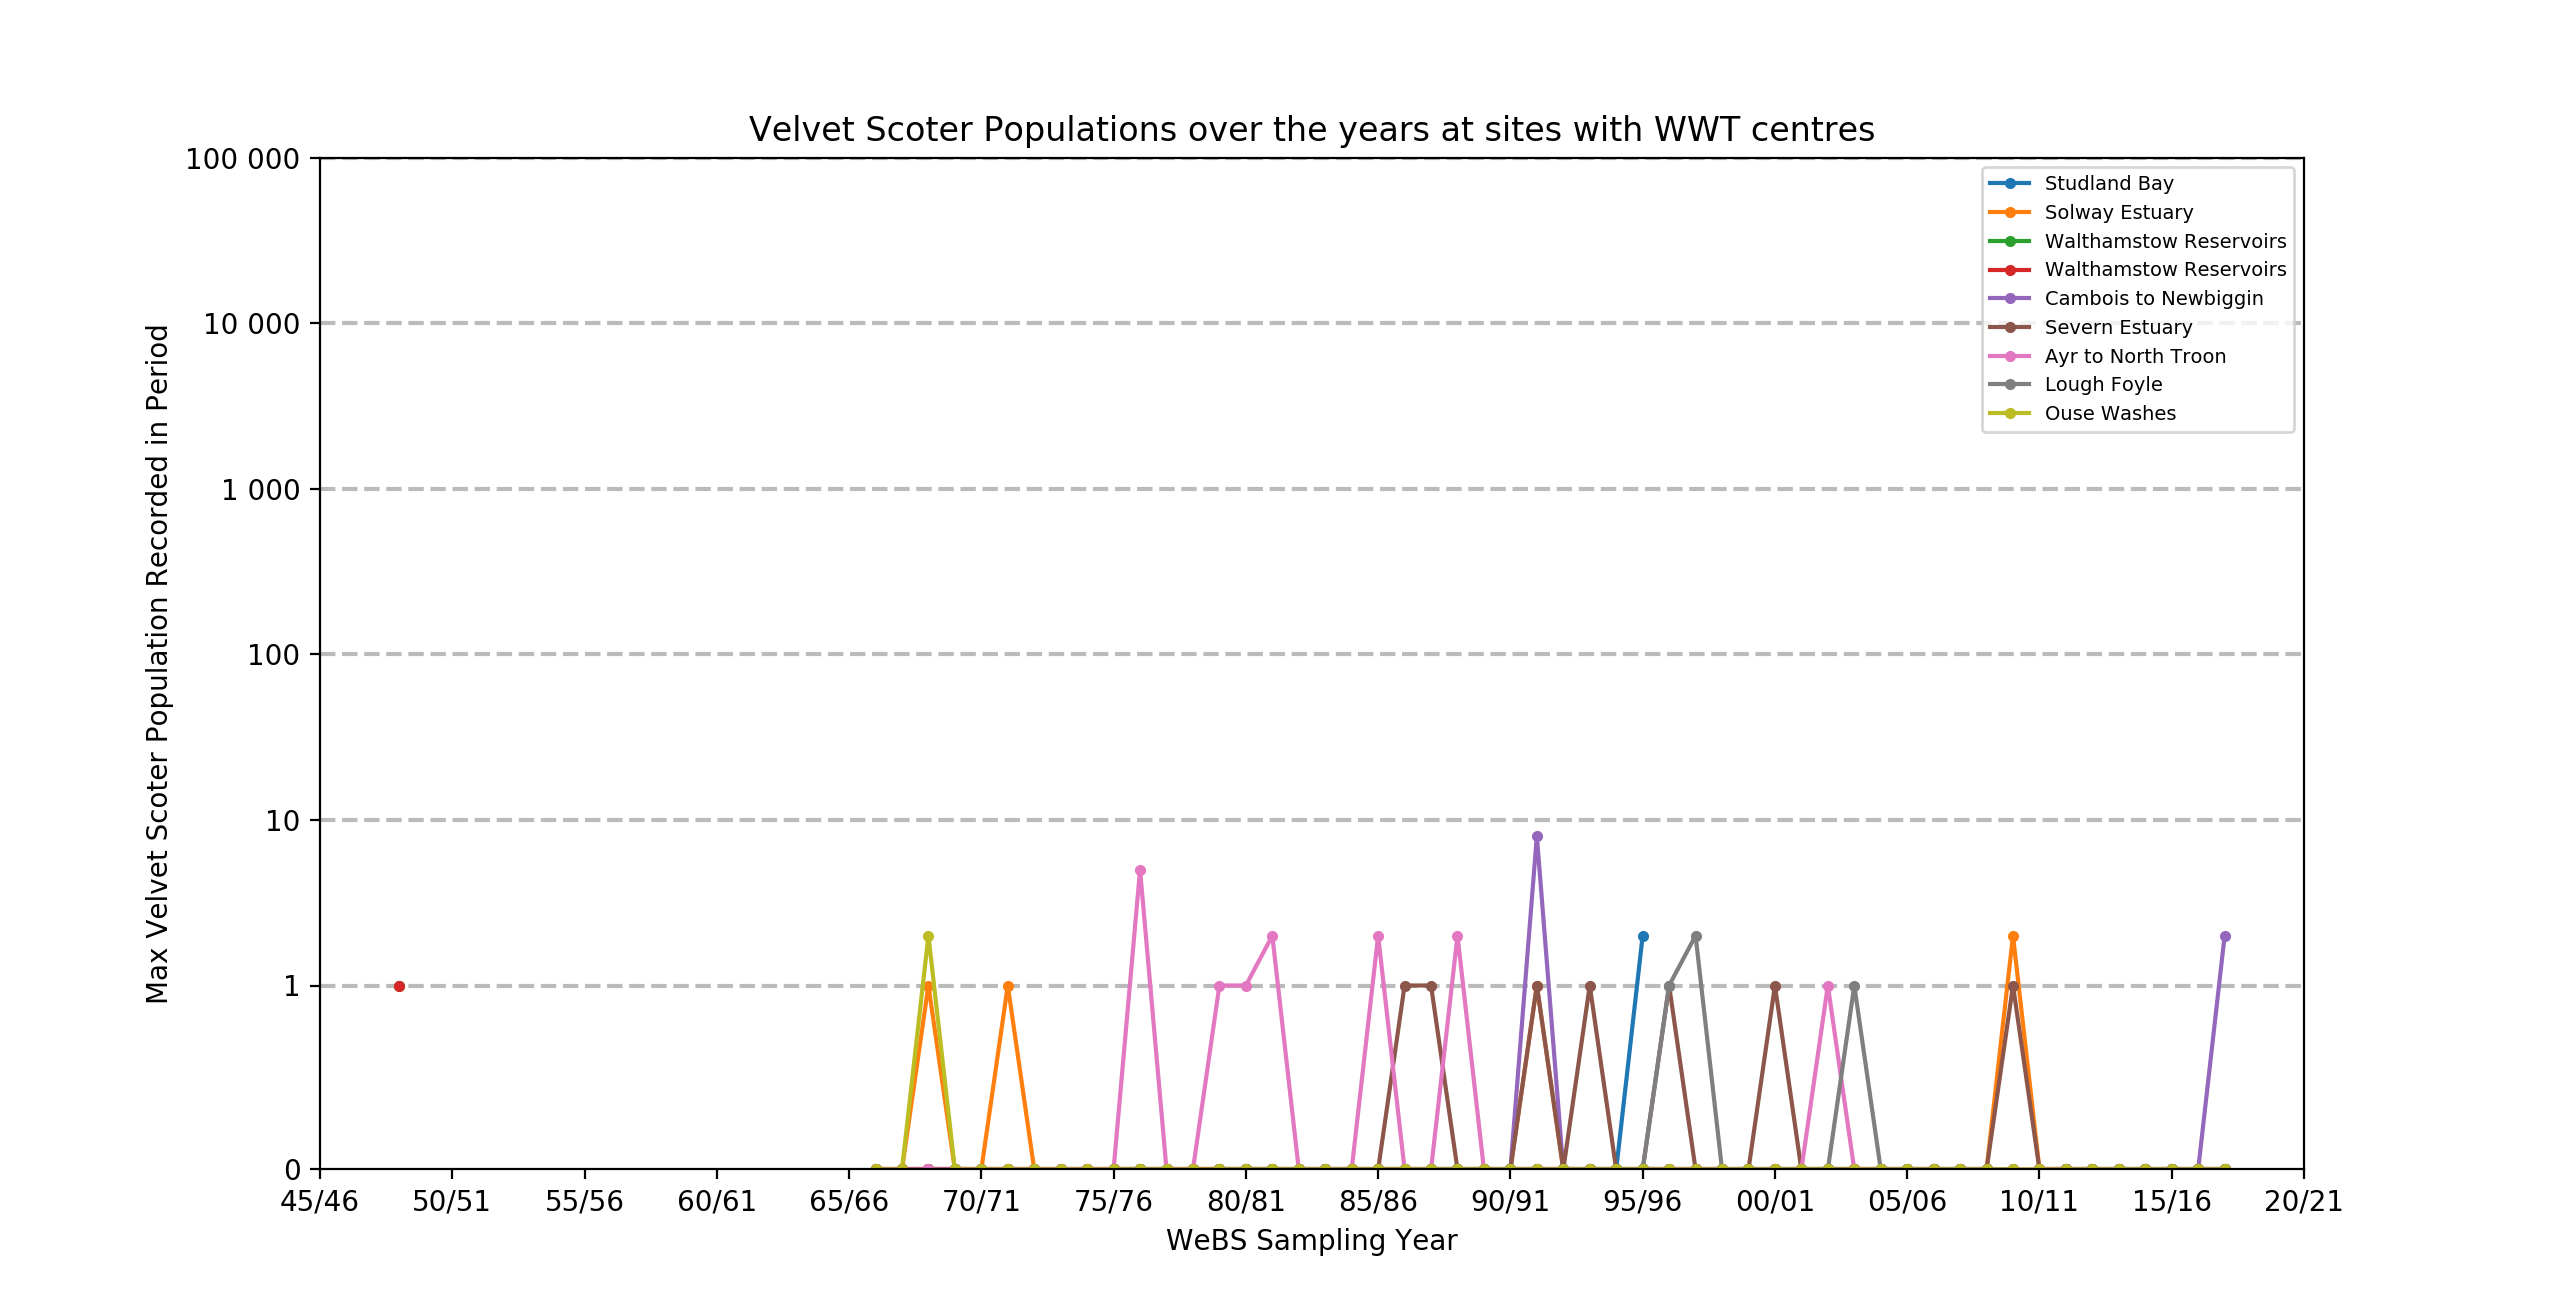 Velvet Scoter Populations over the years at sites with WWT centres
100 000
10 000
1 000
100
10
1
0
Max Velvet Scoter Population Recorded in Period
Studland Bay
Solway Estuary
Walthamstow Reservoirs
Walthamstow Reservoirs
Cambois to Newbiggin
Severn Estuary
Ayr to North Troon
Lough Foyle
Ouse Washes
45/46 50/51 55/56 60/61 65/66 70/71 75/76 80/81 85/86 90/91 95/96 00/01 05/06 10/11 15/16 20/21
WeBS Sampling Year